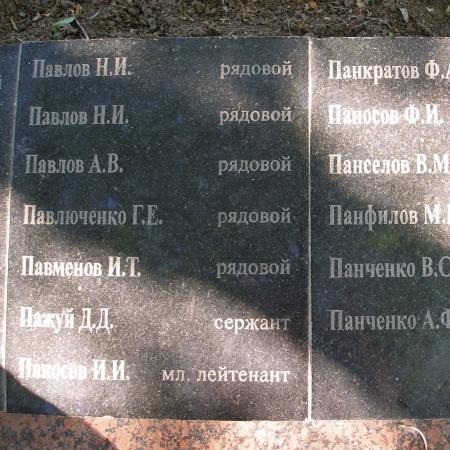 Павлов Н.И. рядовой
Павлов Н.И. рядовой
Павлов А.В. рядовой
Павлюченко Г.Е. рядовой
Павменов И.Т. рядовой
Пажуй Д.Д. сержант
Пакосев И.И. мл. лейтенант
Панкратов Ф.А
Паносов Ф.И.
Панселов В.М
Панфилов М.
Панченко В.С
Панченко А.Ф